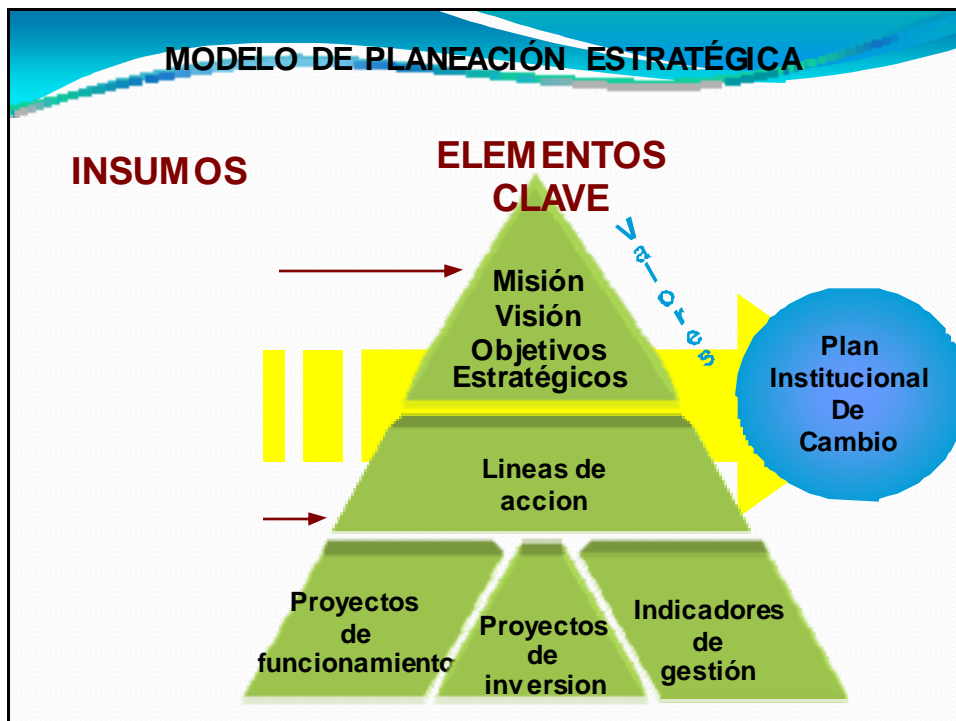 MODELO DE PLANEACIÓN ESTRATÉGICA
INSUMOS
ELEMENTOS
CLAVE
Valores
Misión
Visión
Objetivos
Estratégicos
Plan
Institucional
De
Cambio
Lineas de
accion
Proyectos
de
funcionamiento
Proyectos
de
inversion
Indicadores
de
gestión